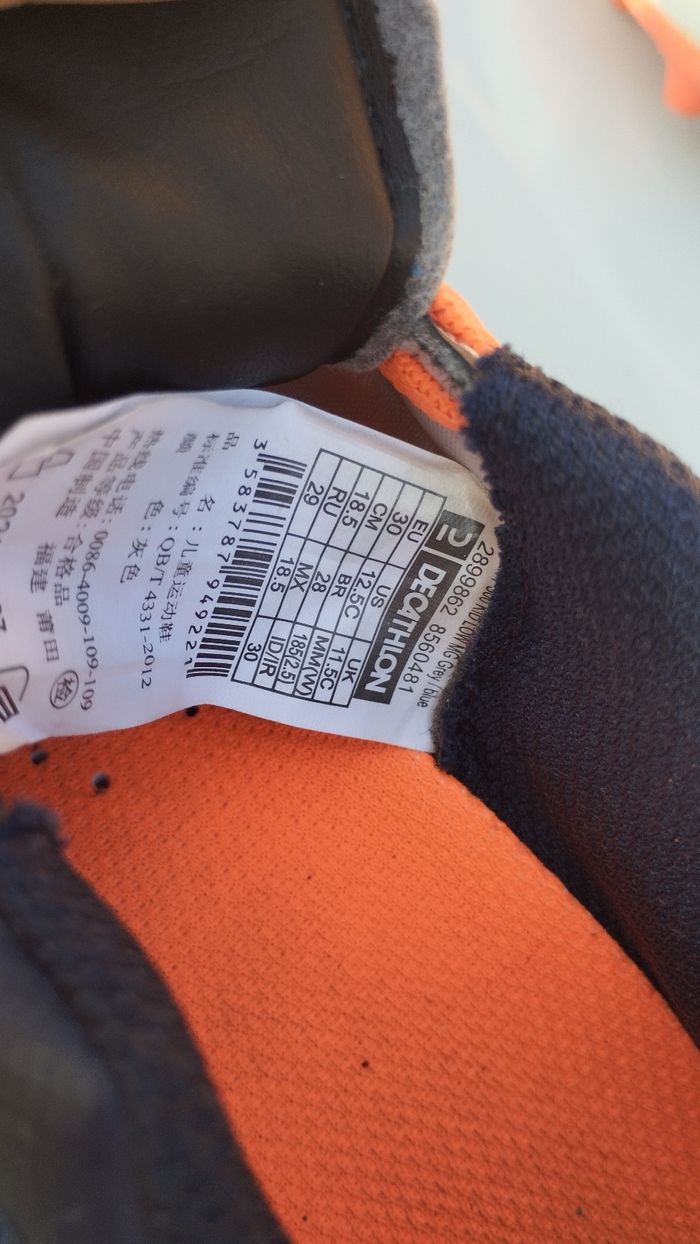 KID LOW MG Grey / blue
2899862 8560481
DECATHLON
EU US UK
30 12.5C 11.5C
CM BR MM(W)
18.5 28 185(2.5)
RU MX ID/IR
29 18.5 30
3 583787 949221
品 名：儿童运动鞋
标准编号：QB/T 4331-2012
颜 色：灰色
热线电话：0086-4009-109-109
产品等级：合格品 检
中国制造 福建 莆田